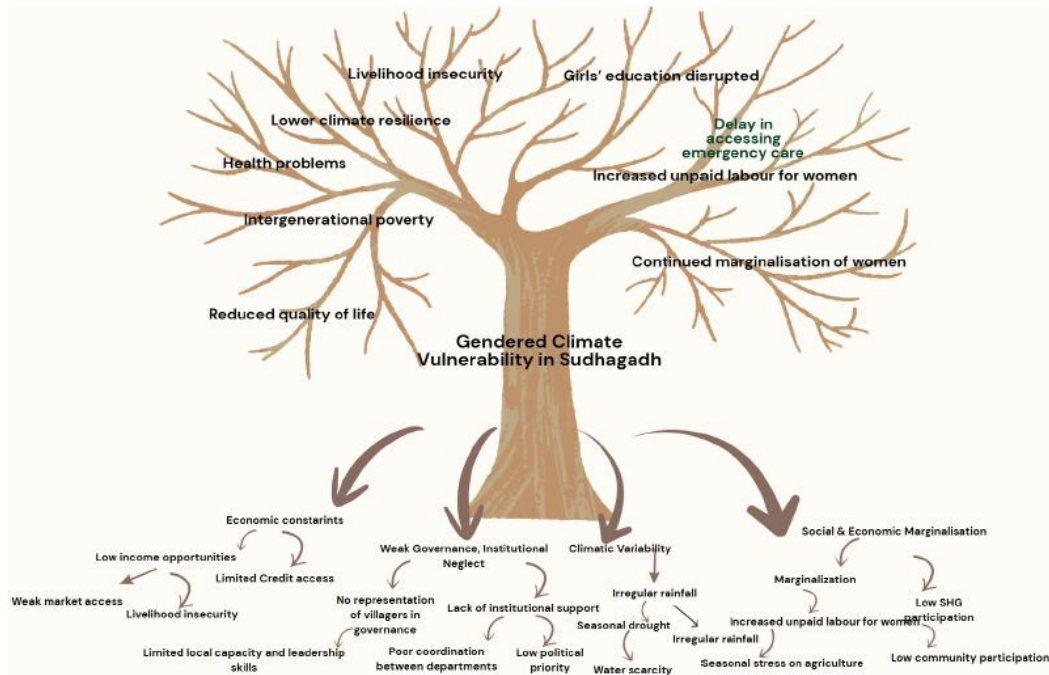 Livelihood insecurity
Girls' education disrupted
Lower climate resilience
Delay in
accessing
emergency care
Health problems
Increased unpaid labour for women
Intergenerational poverty
Continued marginalisation of women
Reduced quality of life
Gendered Climate
Vulnerability in Sudhagadh
Economic constarints
Low income opportunities
Limited Credit access
Weak market access
Livelihood insecurity
Weak Governance, Institutional
Neglect
No representation
of villagers in
governance
Lack of institutional support
Limited local capacity and leadership
skills
Poor coordination
between departments
Low political
priority
Climatic Variability
Irregular rainfall
Seasonal drought
Irregular rainfall
Water scarcity
Social & Economic Marginalisation
Marginalization
Low SHG
participation
Increased unpaid labour for women
Seasonal stress on agriculture
Low community participation